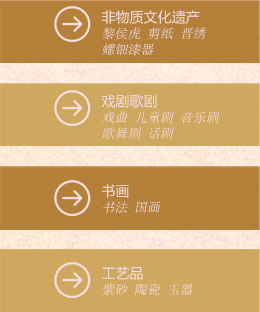 非物质文化遗产
黎侯虎 剪纸 晋绣
螺钿漆器
戏剧歌剧
戏曲 儿童剧 音乐剧
歌舞剧 话剧
书画
书法 国画
工艺品
紫砂 陶瓷 玉器